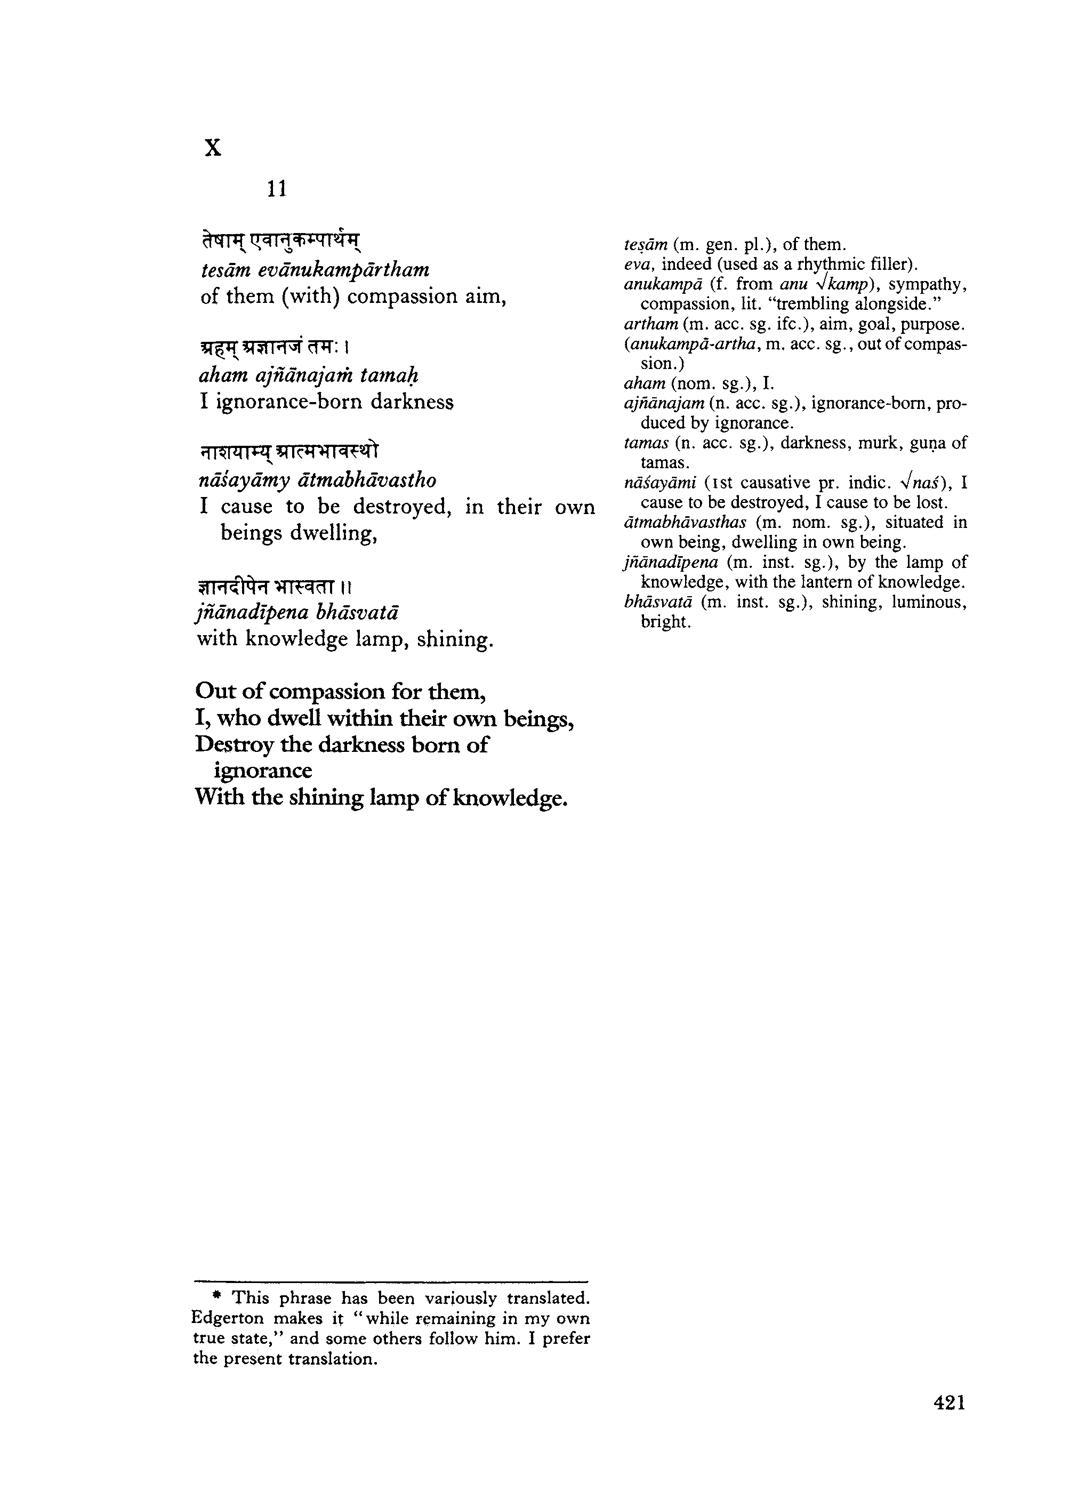 X
11
तेषाम् एवानुकम्पार्थम्
tesām evānukampārtham
of them (with) compassion aim,
अहम् अज्ञानजं तमः।
aham ajñānajaṁ tamaḥ
I ignorance-born darkness
नाशयाम्य् आत्मभावस्थो
nāśayāmy ātmabhāvastho
I cause to be destroyed, in their own
beings dwelling,
ज्ञानदीपेन भास्वता॥
jñānadīpena bhāsvatā
with knowledge lamp, shining.
Out of compassion for them,
I, who dwell within their own beings,
Destroy the darkness born of
ignorance
With the shining lamp of knowledge.
teṣām (m. gen. pl.), of them.
eva, indeed (used as a rhythmic filler).
anukampā (f. from anu √kamp), sympathy,
compassion, lit. “trembling alongside.”
artham (m. acc. sg. ifc.), aim, goal, purpose.
(anukampā-artha, m. acc. sg., out of compas-
sion.)
aham (nom. sg.), I.
ajñānajam (n. acc. sg.), ignorance-born, pro-
duced by ignorance.
tamas (n. acc. sg.), darkness, murk, guṇa of
tamas.
nāśayāmi (1st causative pr. indic. √naś), I
cause to be destroyed, I cause to be lost.
ātmabhāvasthas (m. nom. sg.), situated in
own being, dwelling in own being.
jñānadīpena (m. inst. sg.), by the lamp of
knowledge, with the lantern of knowledge.
bhāsvatā (m. inst. sg.), shining, luminous,
bright.
* This phrase has been variously translated.
Edgerton makes it “while remaining in my own
true state,” and some others follow him. I prefer
the present translation.
421